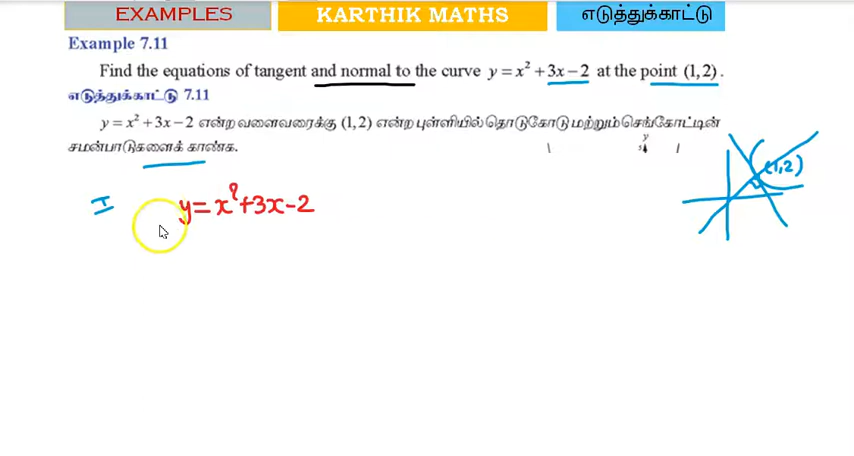 EXAMPLES KARTHIK MATHS எடுத்துக்காட்டு
Example 7.11
Find the equations of tangent and normal to the curve y = x² + 3x − 2 at the point (1, 2).
எடுத்துக்காட்டு 7.11
y = x² + 3x − 2 என்ற வளைவரைக்கு (1, 2) என்ற புள்ளியில் தொடுகோடு மற்றும் செங்கோட்டின்
சமன்பாடுகளைக் காண்க.
y
(1,2)
I y = x² + 3x − 2